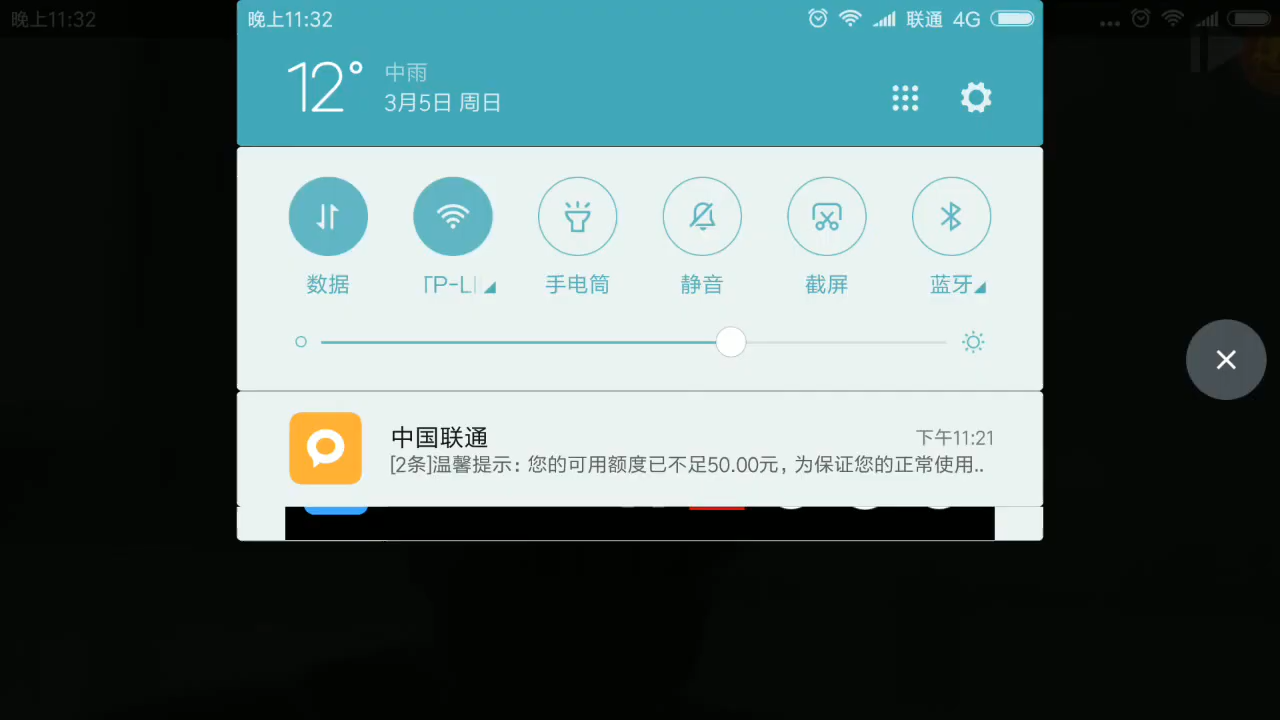 晚上11:32
晚上11:32 联通 4G
12° 中雨
3月5日 周日
数据 手电筒 静音 截屏 蓝牙
中国联通 下午11:21
[2条]温馨提示：您的可用额度已不足50.00元，为保证您的正常使用..